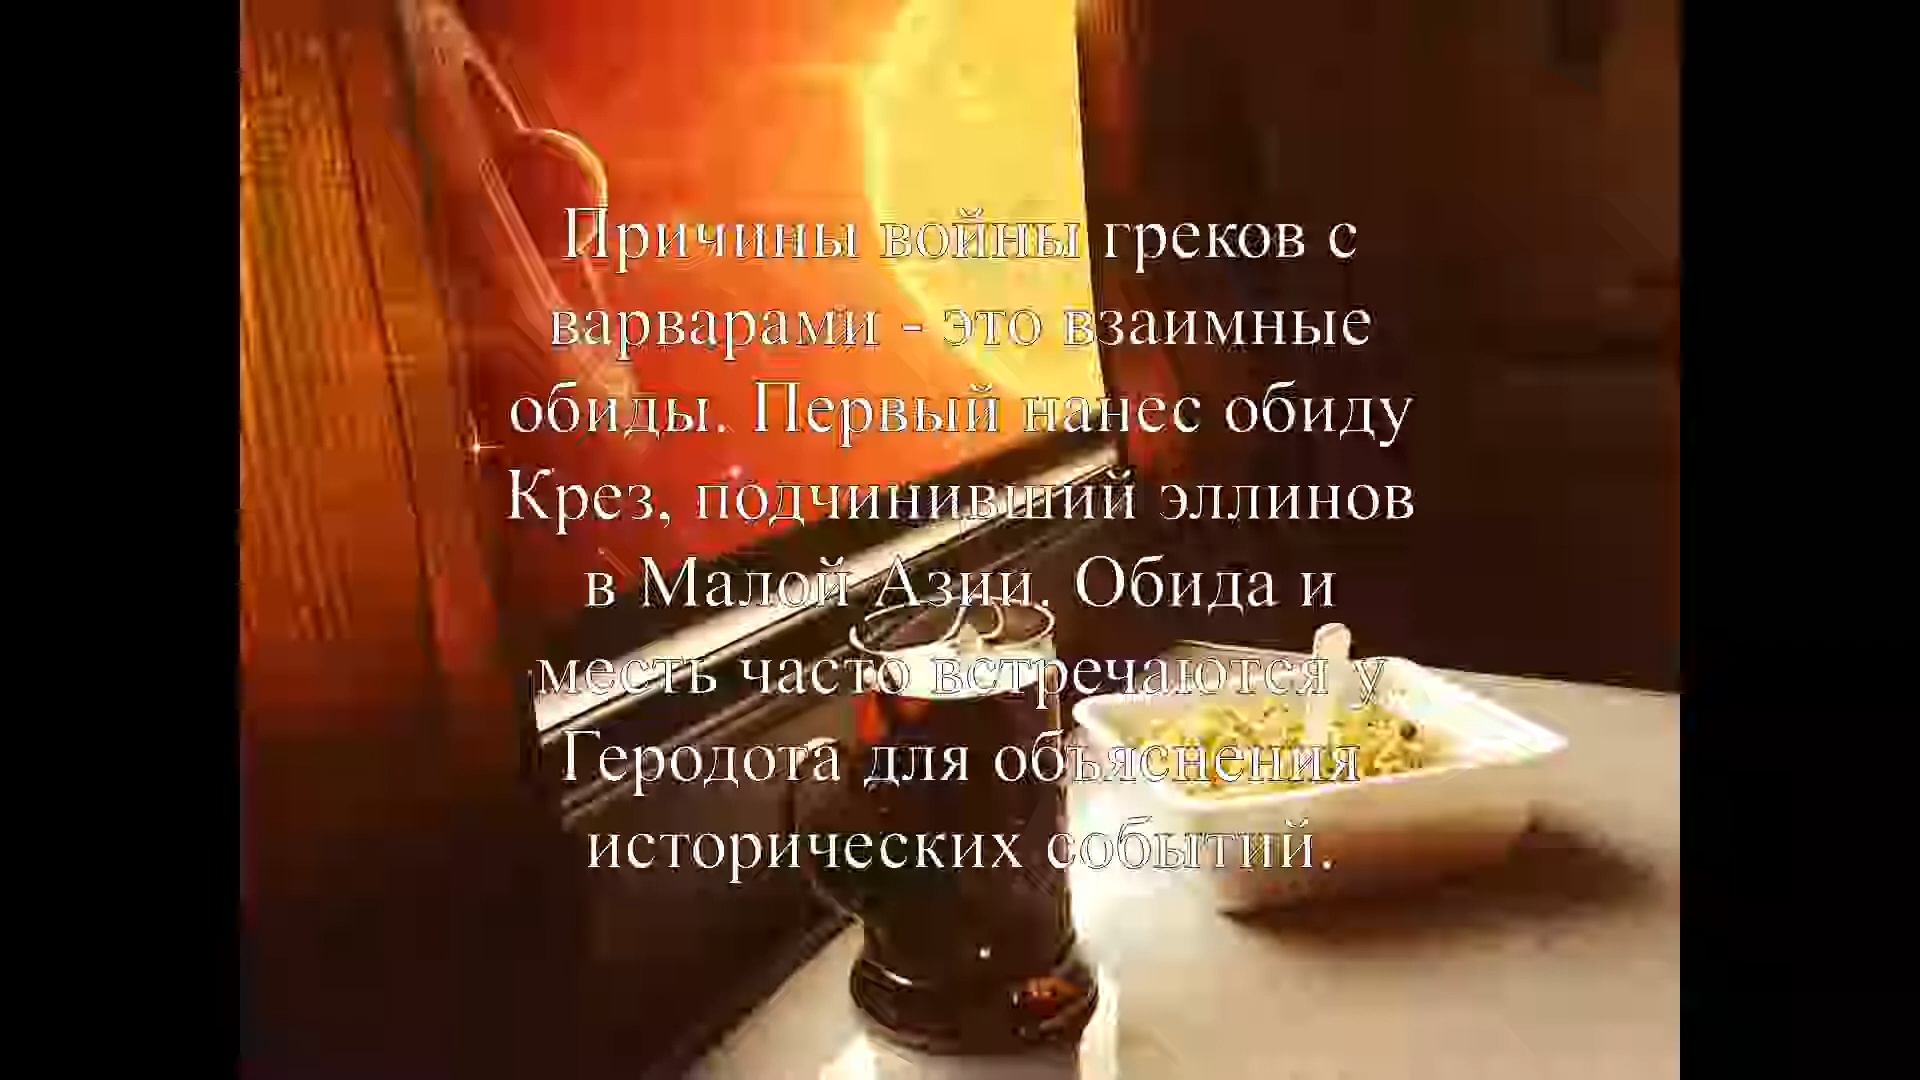 Причины войны греков с
варварами - это взаимные
обиды. Первый нанес обиду
Крез, подчинивший эллинов
в Малой Азии. Обида и
месть часто встречаются у
Геродота для объяснения
исторических событий.